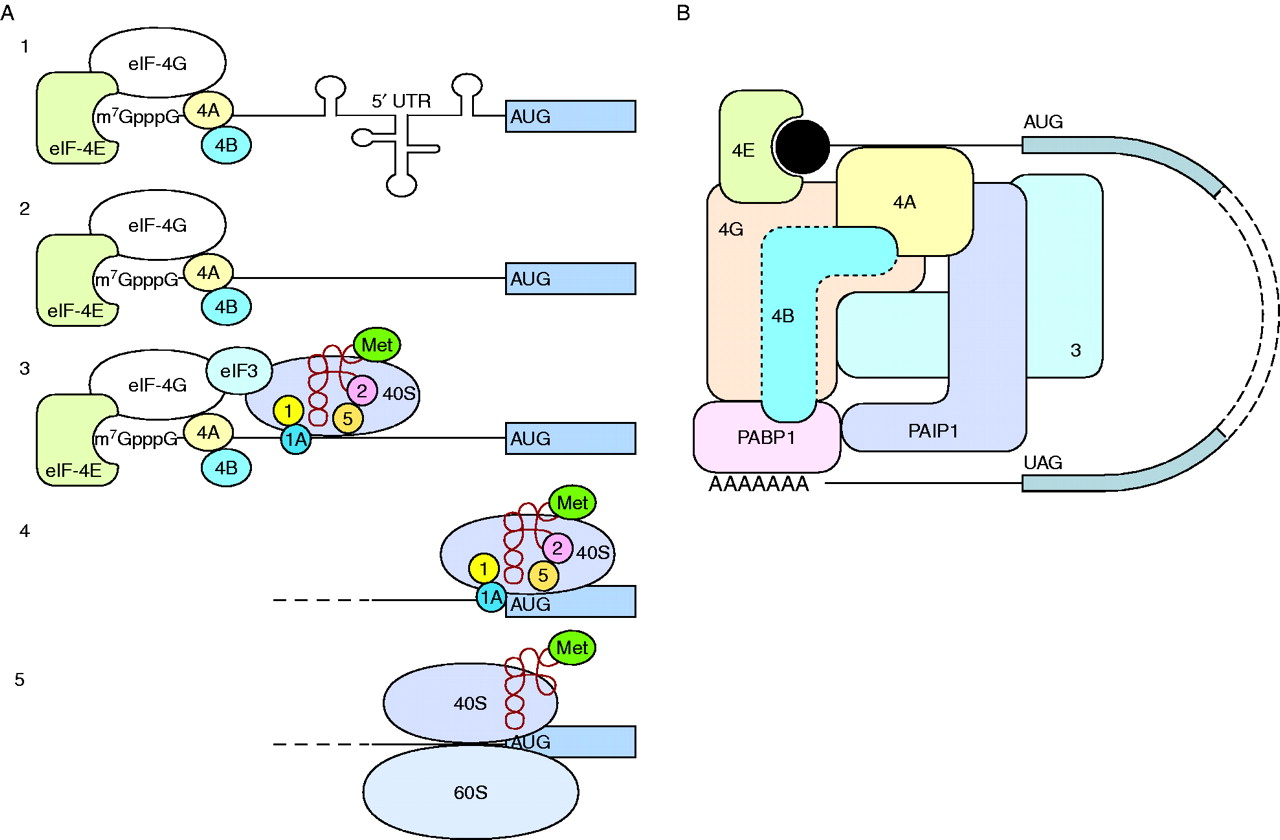 A
1
eIF-4G
m⁷GpppG
eIF-4E
4A
4B
5′ UTR
AUG
2
eIF-4G
m⁷GpppG
eIF-4E
4A
4B
AUG
3
eIF-4G
eIF3
m⁷GpppG
eIF-4E
4A
4B
Met
2
40S
1
5
1A
AUG
4
Met
2
40S
1
5
1A
AUG
5
Met
40S
AUG
60S
B
4E
AUG
4A
4G
4B
3
PABP1
PAIP1
UAG
AAAAAAA